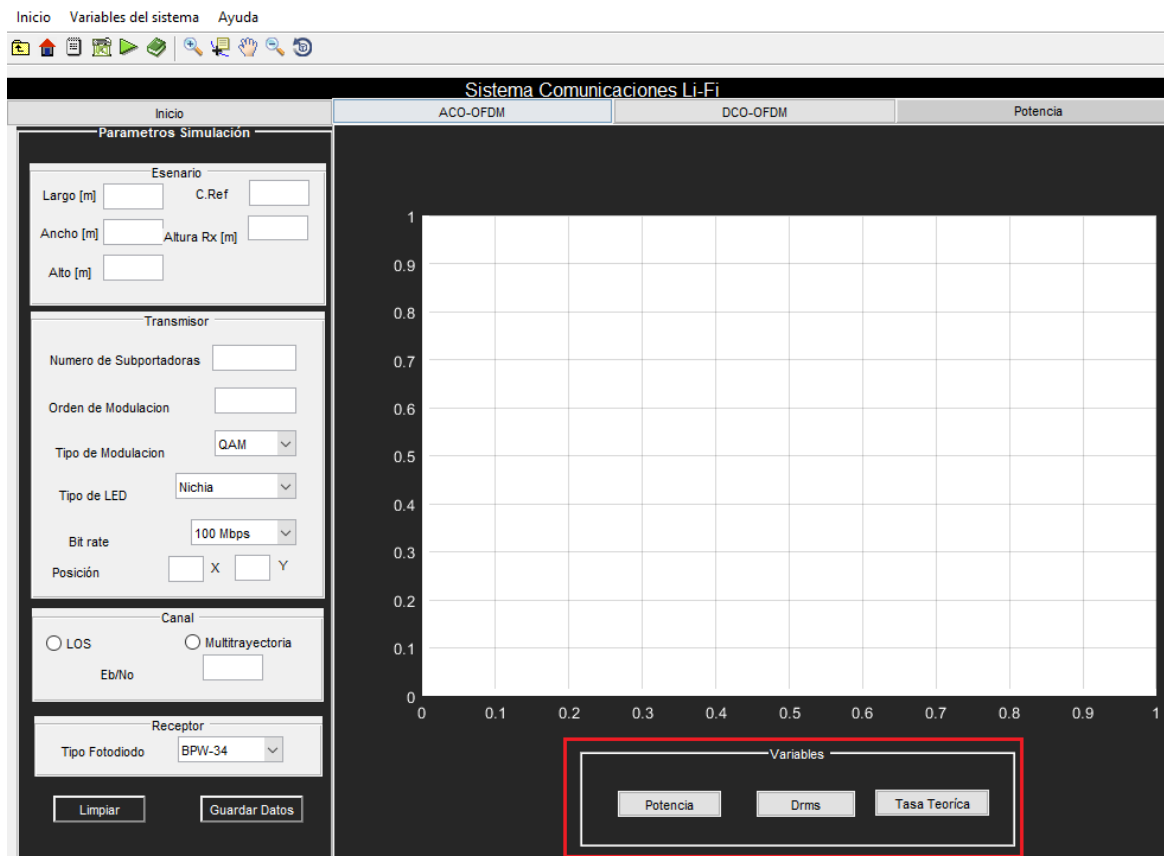 Inicio Variables del sistema Ayuda
Sistema Comunicaciones Li-Fi
Inicio ACO-OFDM DCO-OFDM Potencia
Parametros Simulación
Esenario
Largo [m] C.Ref
Ancho [m] Altura Rx [m]
Alto [m]
Transmisor
Numero de Subportadoras
Orden de Modulacion
Tipo de Modulacion QAM
Tipo de LED Nichia
Bit rate 100 Mbps
Posición X Y
Canal
LOS Multitrayectoria
Eb/No
Receptor
Tipo Fotodiodo BPW-34
Limpiar Guardar Datos
1
0.9
0.8
0.7
0.6
0.5
0.4
0.3
0.2
0.1
0
0 0.1 0.2 0.3 0.4 0.5 0.6 0.7 0.8 0.9 1
Variables
Potencia Drms Tasa Teoríca